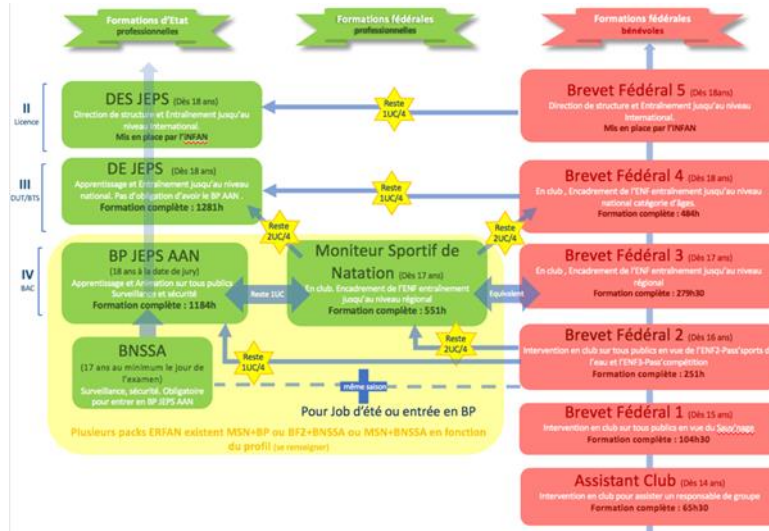 Formations d'Etat
professionnelles
Formations fédérales
professionnelles
Formations fédérales
bénévoles
II
Licence
DES JEPS (Dès 18 ans)
Direction de structure et Entraînement jusqu'au
niveau International.
Mis en place par l'INFAN
Reste
1UC/4
Brevet Fédéral 5 (Dès 18ans)
Direction de structure et Entraînement jusqu'au niveau
International.
Mis en place par l'INFAN
III
DUT/BTS
DE JEPS (Dès 18 ans)
Apprentissage et Entraînement jusqu'au niveau
national. Pas d'obligation d'avoir le BP AAN .
Formation complète : 1281h
Reste
1UC/4
Brevet Fédéral 4 (Dès 18 ans)
En club , Encadrement de l'ENF entraînement jusqu'au niveau
national catégorie d'âges.
Formation complète : 484h
Reste
2UC/4
Reste
2UC/4
IV
BAC
BP JEPS AAN
(18 ans à la date de jury)
Apprentissage et Animation sur tous publics
Surveillance et sécurité
Formation complète : 1184h
Reste 1UC
Moniteur Sportif de
Natation (Dès 17 ans)
En club. Encadrement de l'ENF entraînement
jusqu'au niveau régional
Formation complète : 551h
Equivalent
Brevet Fédéral 3 (Dès 17 ans)
En club , Encadrement de l'ENF entraînement jusqu'au niveau
régional
Formation complète : 279h30
Reste
1UC/4
Reste
2UC/4
BNSSA
(17 ans au minimum le jour de
l'examen)
Surveillance, sécurité. Obligatoire
pour entrer en BP JEPS AAN
même saison
Pour Job d'été ou entrée en BP
Brevet Fédéral 2 (Dès 16 ans)
Intervention en club sur tous publics en vue de l'ENF2-Pass'sports de
l'eau et l'ENF3-Pass'compétition
Formation complète : 251h
Plusieurs packs ERFAN existent MSN+BP ou BF2+BNSSA ou MSN+BNSSA en fonction
du profil (se renseigner)
Brevet Fédéral 1 (Dès 15 ans)
Intervention en club sur tous publics en vue du Sauv'nage
Formation complète : 104h30
Assistant Club (Dès 14 ans)
Intervention en club pour assister un responsable de groupe
Formation complète : 65h30